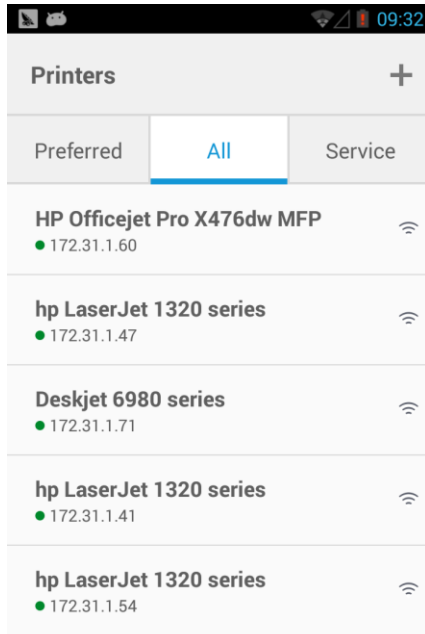 09:32
Printers
Preferred All Service
HP Officejet Pro X476dw MFP
172.31.1.60
hp LaserJet 1320 series
172.31.1.47
Deskjet 6980 series
172.31.1.71
hp LaserJet 1320 series
172.31.1.41
hp LaserJet 1320 series
172.31.1.54